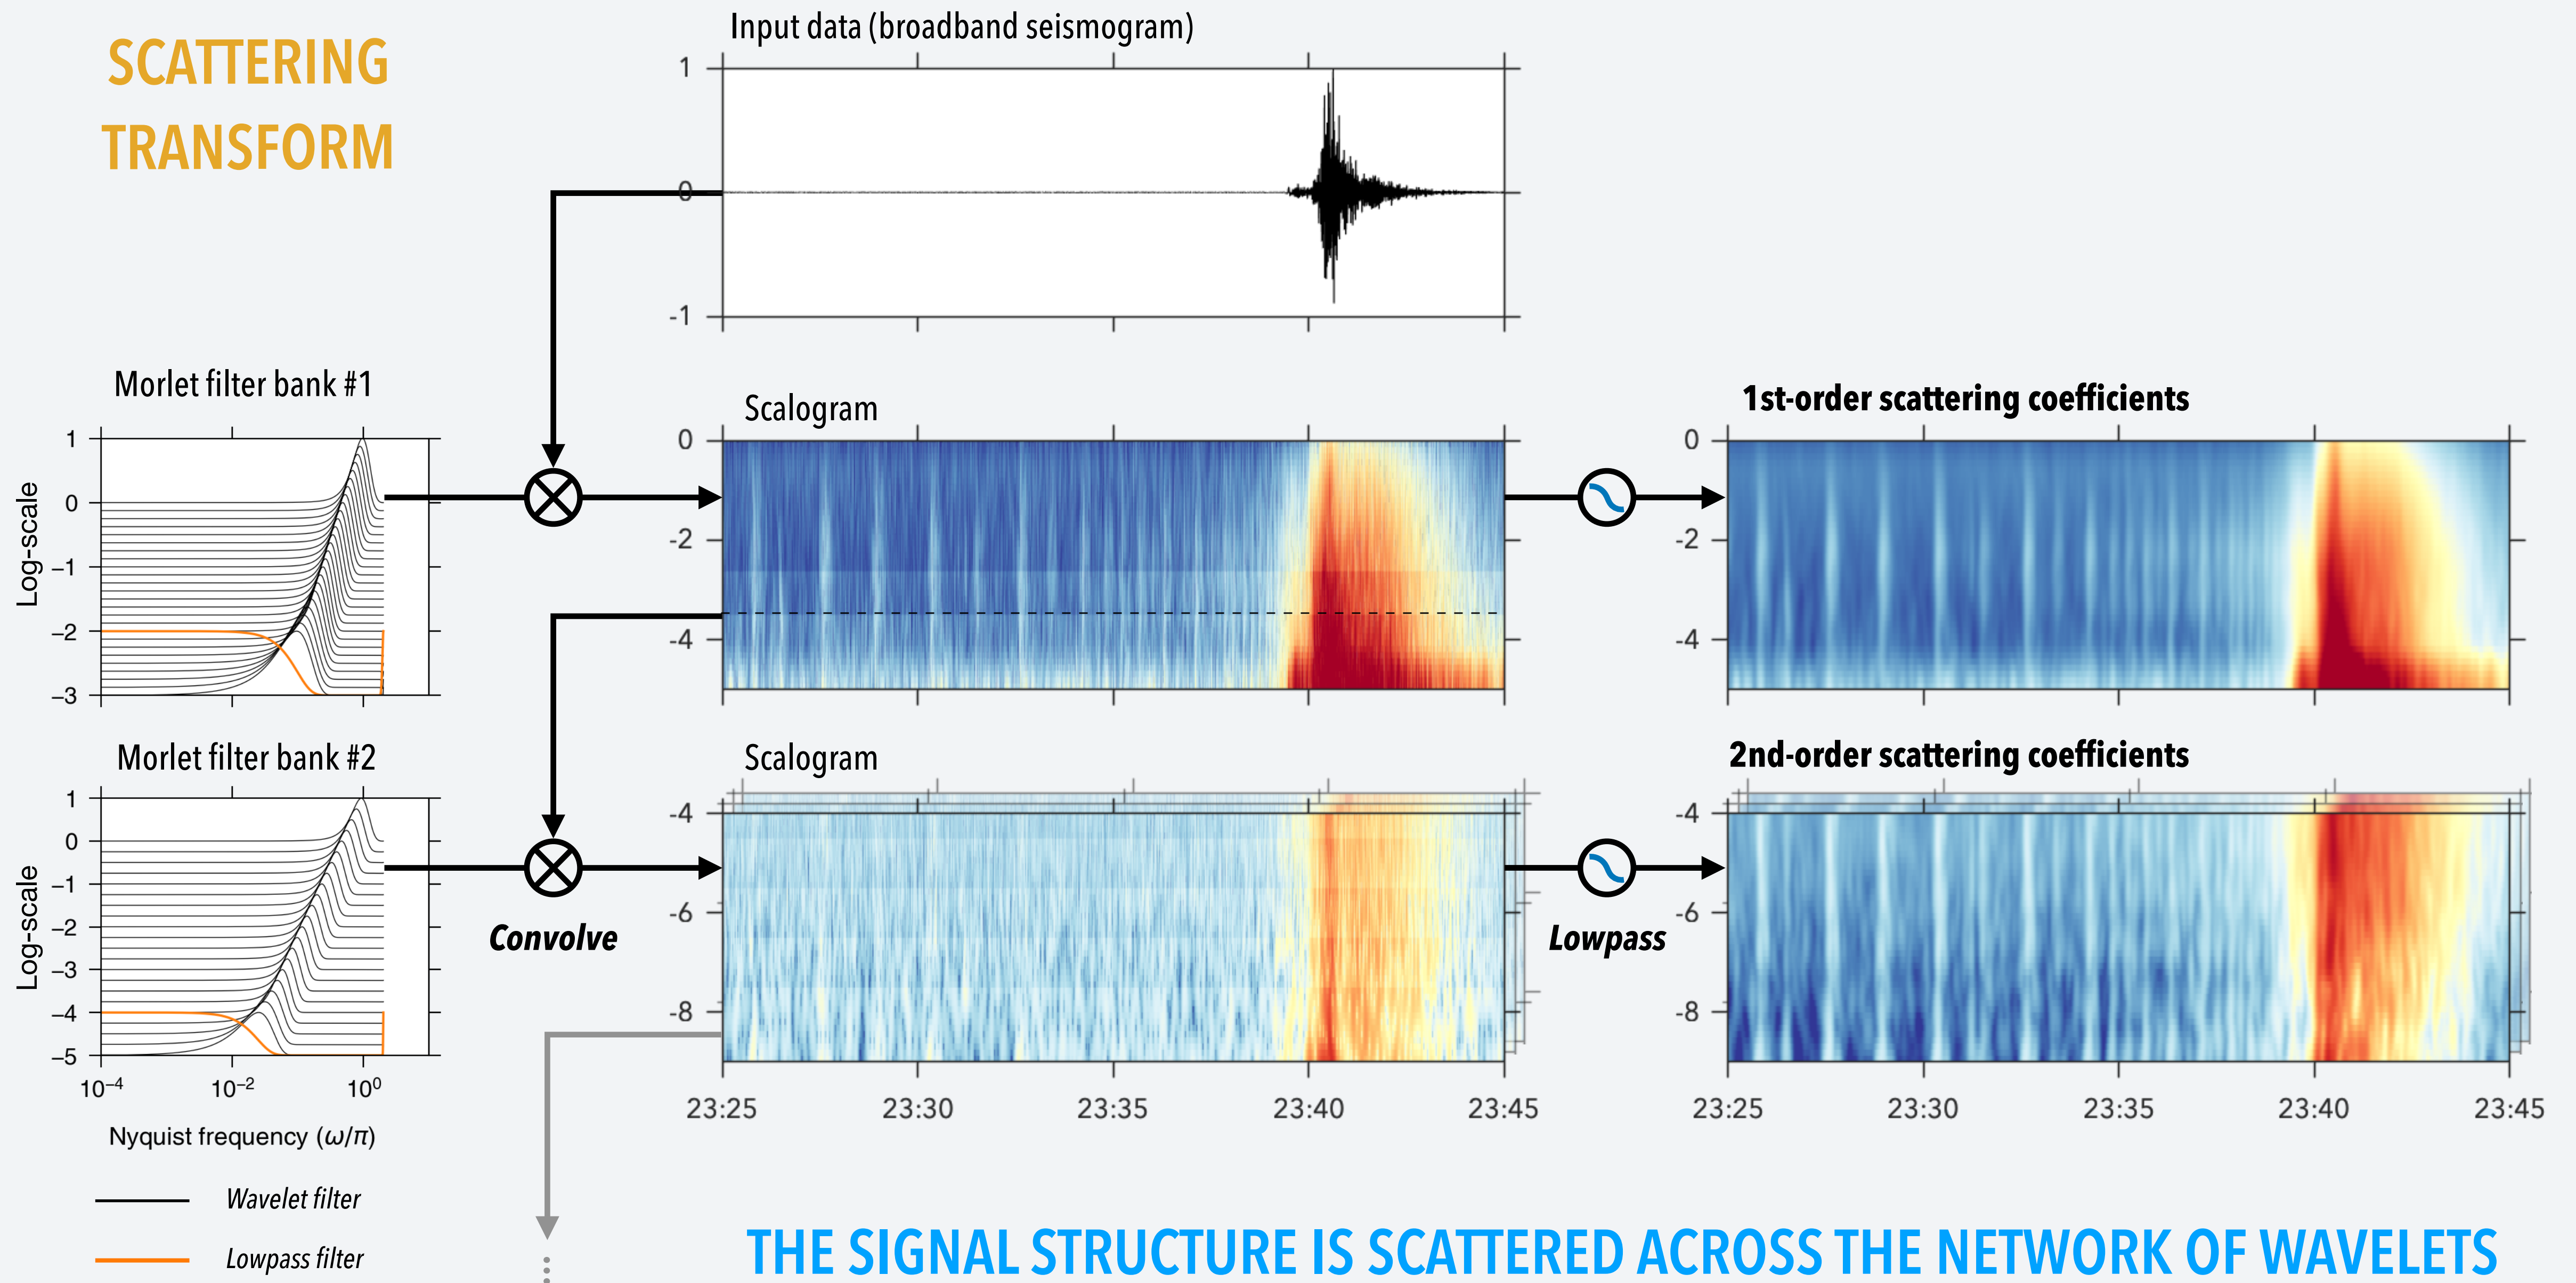 SCATTERING
TRANSFORM
Input data (broadband seismogram)
1
0
-1
Morlet filter bank #1
Log-scale
1
0
−1
−2
−3
Scalogram
0
-2
-4
1st-order scattering coefficients
0
-2
-4
Morlet filter bank #2
Log-scale
1
0
−1
−2
−3
−4
−5
10⁻⁴ 10⁻² 10⁰
Nyquist frequency (ω/π)
Convolve
Scalogram
-4
-6
-8
23:25 23:30 23:35 23:40 23:45
Lowpass
2nd-order scattering coefficients
-4
-6
-8
23:25 23:30 23:35 23:40 23:45
Wavelet filter
Lowpass filter
THE SIGNAL STRUCTURE IS SCATTERED ACROSS THE NETWORK OF WAVELETS